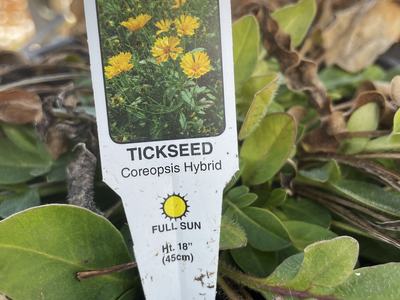 TICKSEED
Coreopsis Hybrid
FULL SUN
Ht. 18"
(45cm)